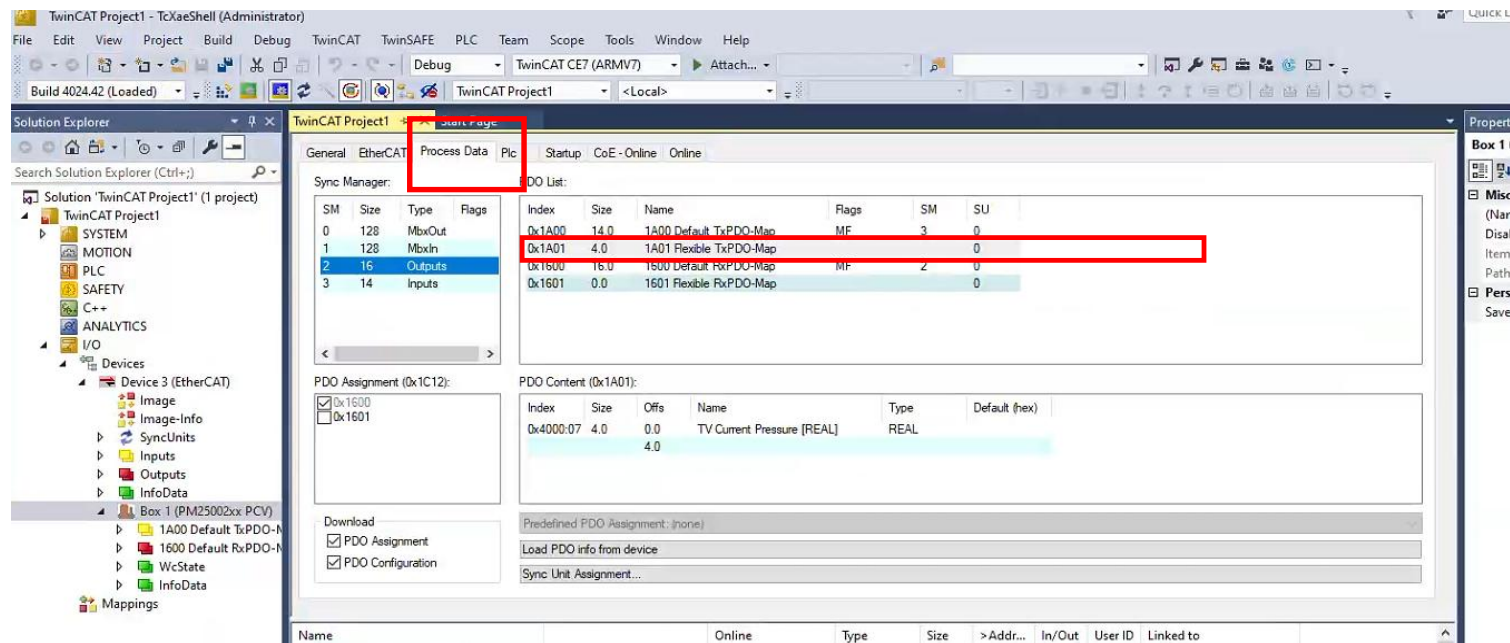 TwinCAT Project1 - TcXaeShell (Administrator)
File Edit View Project Build Debug TwinCAT TwinSAFE PLC Team Scope Tools Window Help
Debug TwinCAT CE7 (ARMV7) Attach...
Build 4024.42 (Loaded) TwinCAT Project1 <Local>
Solution Explorer
Search Solution Explorer (Ctrl+;)
Solution 'TwinCAT Project1' (1 project)
TwinCAT Project1
SYSTEM
MOTION
PLC
SAFETY
C++
ANALYTICS
I/O
Devices
Device 3 (EtherCAT)
Image
Image-Info
SyncUnits
Inputs
Outputs
InfoData
Box 1 (PM25002xx PCV)
1A00 Default TxPDO-M
1600 Default RxPDO-M
WcState
InfoData
Mappings
TwinCAT Project1 Start Page
General EtherCAT Process Data Plc Startup CoE - Online Online
Sync Manager:
SM Size Type Flags
0 128 MbxOut
1 128 MbxIn
2 16 Outputs
3 14 Inputs
PDO List:
Index Size Name Flags SM SU
0x1A00 14.0 1A00 Default TxPDO-Map MF 3 0
0x1A01 4.0 1A01 Flexible TxPDO-Map 0
0x1600 16.0 1600 Default RxPDO-Map MF 2 0
0x1601 0.0 1601 Flexible RxPDO-Map 0
PDO Assignment (0x1C12):
0x1600
0x1601
PDO Content (0x1A01):
Index Size Offs Name Type Default (hex)
0x4000:07 4.0 0.0 TV Current Pressure [REAL] REAL
4.0
Download
PDO Assignment
PDO Configuration
Predefined PDO Assignment: (none)
Load PDO info from device
Sync Unit Assignment...
Name Online Type Size >Addr... In/Out User ID Linked to
Quick L
Propert
Box 1
Misc
(Nar
Disal
Item
Path
Pers
Save